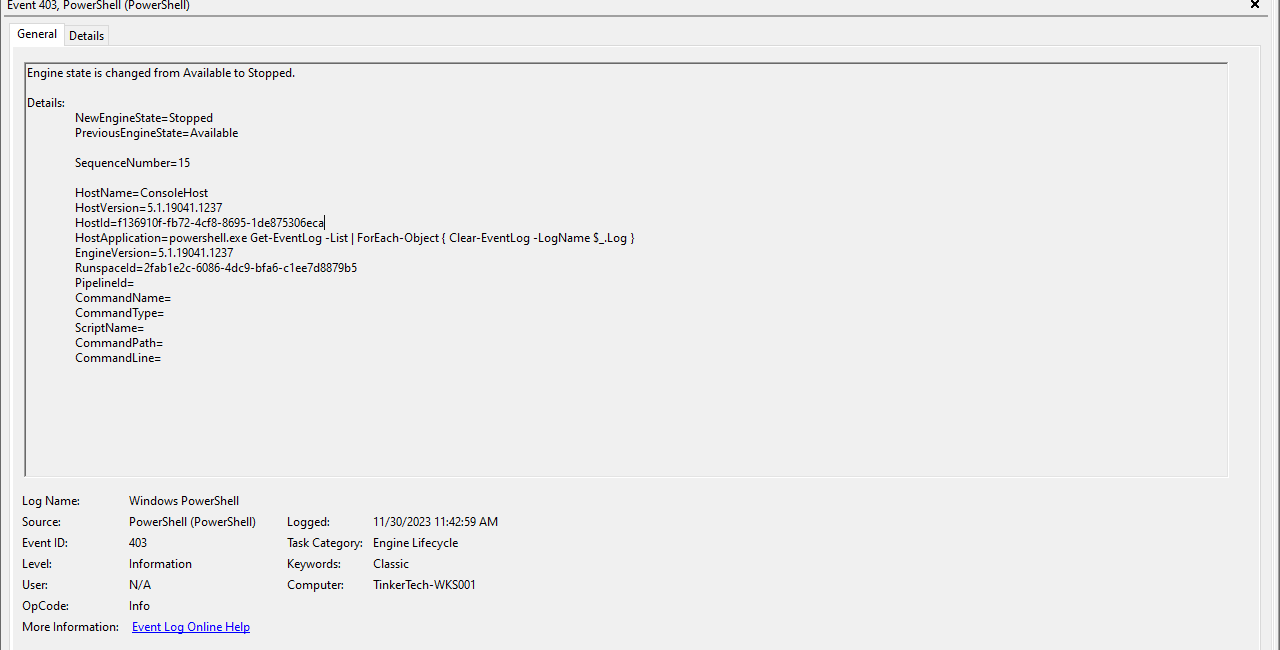 Event 403, PowerShell (PowerShell)
General Details
Engine state is changed from Available to Stopped.
Details:
NewEngineState=Stopped
PreviousEngineState=Available
SequenceNumber=15
HostName=ConsoleHost
HostVersion=5.1.19041.1237
HostId=f136910f-fb72-4cf8-8695-1de875306eca
HostApplication=powershell.exe Get-EventLog -List | ForEach-Object { Clear-EventLog -LogName $_.Log }
EngineVersion=5.1.19041.1237
RunspaceId=2fab1e2c-6086-4dc9-bfa6-c1ee7d8879b5
PipelineId=
CommandName=
CommandType=
ScriptName=
CommandPath=
CommandLine=
Log Name: Windows PowerShell
Source: PowerShell (PowerShell) Logged: 11/30/2023 11:42:59 AM
Event ID: 403 Task Category: Engine Lifecycle
Level: Information Keywords: Classic
User: N/A Computer: TinkerTech-WKS001
OpCode: Info
More Information: Event Log Online Help